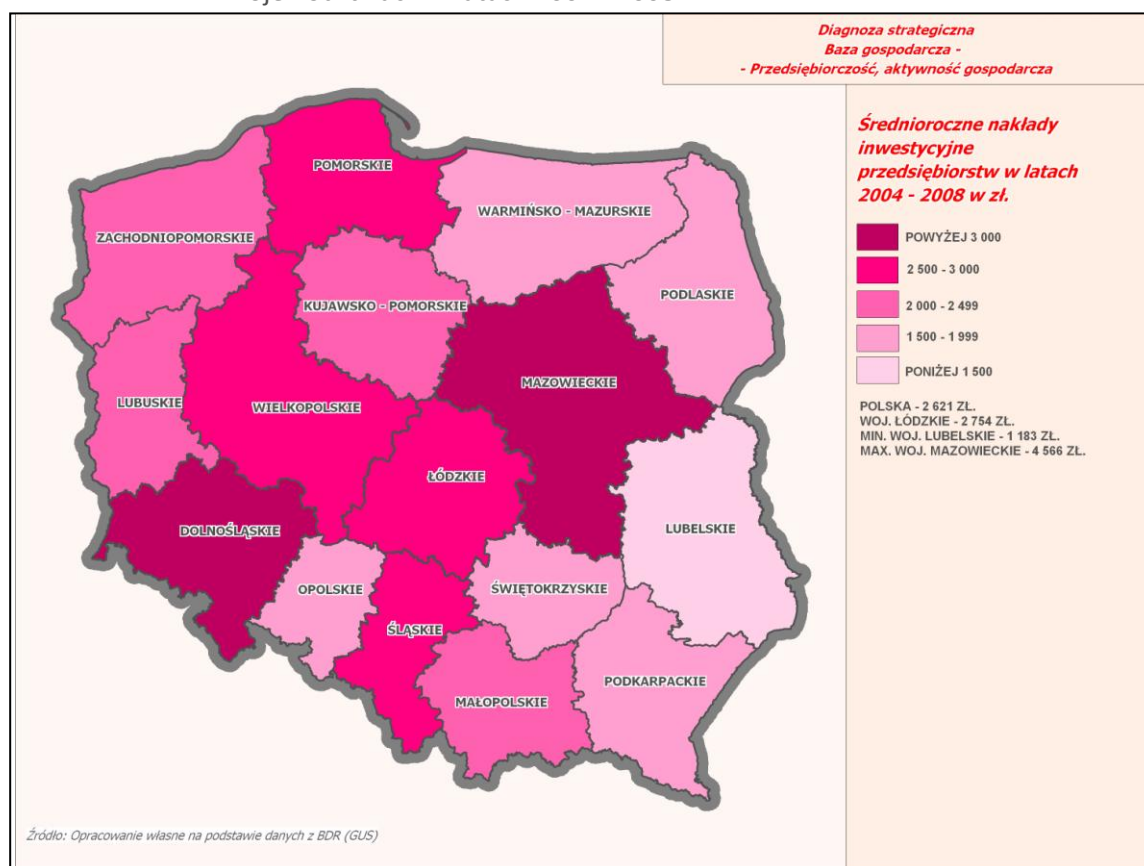 Diagnoza strategiczna
Baza gospodarcza -
- Przedsiębiorczość, aktywność gospodarcza
Średnioroczne nakłady
inwestycyjne
przedsiębiorstw w latach
2004 - 2008 w zł.
POWYŻEJ 3 000
2 500 - 3 000
2 000 - 2 499
1 500 - 1 999
PONIŻEJ 1 500
POLSKA - 2 621 ZŁ.
WOJ. ŁÓDZKIE - 2 754 ZŁ.
MIN. WOJ. LUBELSKIE - 1 183 ZŁ.
MAX. WOJ. MAZOWIECKIE - 4 566 ZŁ.
POMORSKIE
WARMIŃSKO - MAZURSKIE
ZACHODNIOPOMORSKIE
PODLASKIE
KUJAWSKO - POMORSKIE
MAZOWIECKIE
LUBUSKIE
WIELKOPOLSKIE
ŁÓDZKIE
LUBELSKIE
DOLNOŚLĄSKIE
OPOLSKIE
ŚWIĘTOKRZYSKIE
ŚLĄSKIE
PODKARPACKIE
MAŁOPOLSKIE
Źródło: Opracowanie własne na podstawie danych z BDR (GUS)